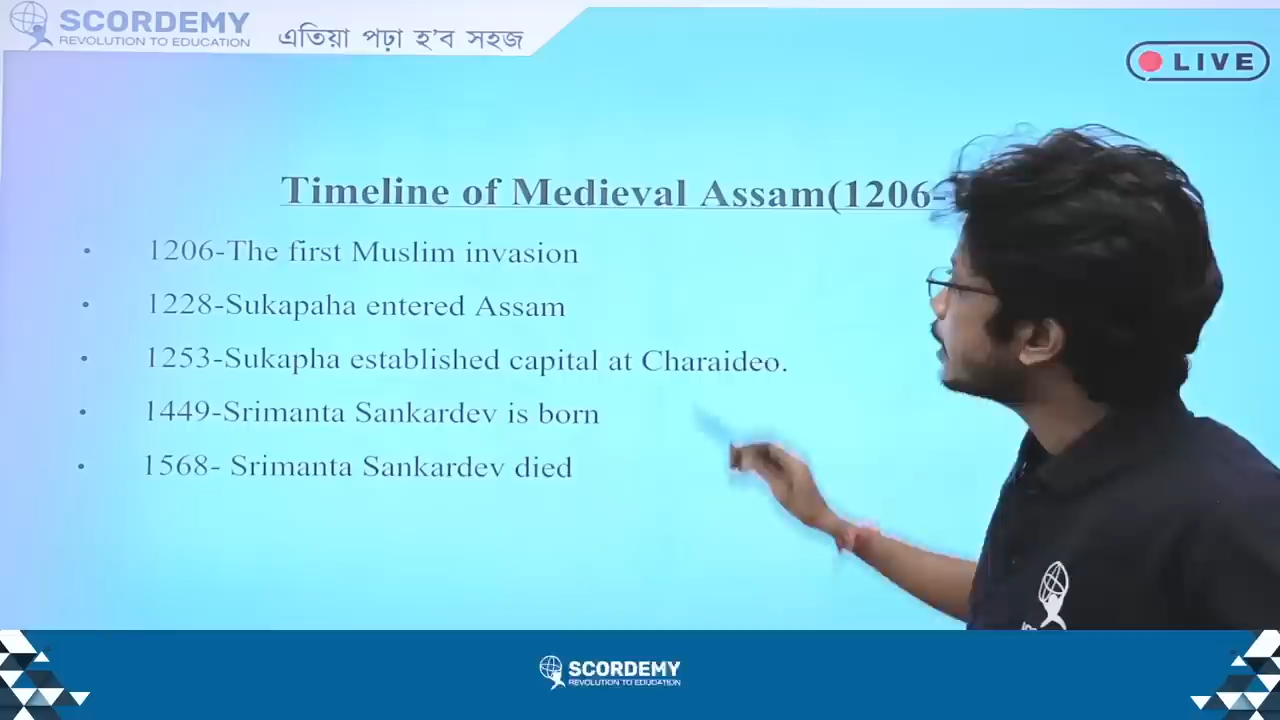 SCORDEMY
REVOLUTION TO EDUCATION
এতিয়া পঢ়া হ'ব সহজ
LIVE
Timeline of Medieval Assam(1206-
1206-The first Muslim invasion
1228-Sukapaha entered Assam
1253-Sukapha established capital at Charaideo.
1449-Srimanta Sankardev is born
1568- Srimanta Sankardev died
SCORDEMY
REVOLUTION TO EDUCATION